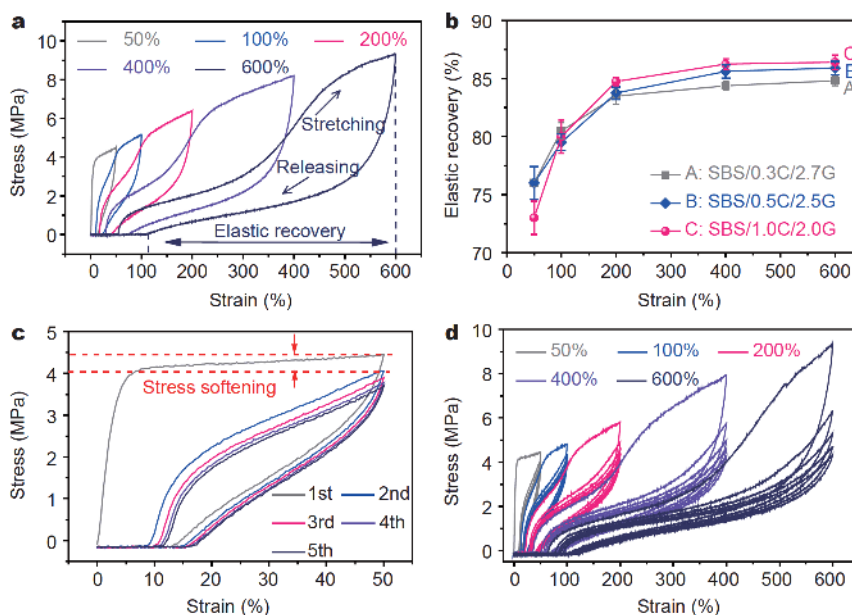 a
50% 100% 200%
400% 600%
Stretching
Releasing
Elastic recovery
10
8
6
4
2
0
Stress (MPa)
0 100 200 300 400 500 600
Strain (%)
b
C
B
A
A: SBS/0.3C/2.7G
B: SBS/0.5C/2.5G
C: SBS/1.0C/2.0G
90
85
80
75
70
Elastic recovery (%)
0 100 200 300 400 500 600
Strain (%)
c
Stress softening
1st 2nd
3rd 4th
5th
5
4
4
3
2
1
0
Stress (MPa)
0 10 20 30 40 50
Strain (%)
d
50% 100% 200%
400% 600%
10
8
6
4
2
0
Stress (MPa)
0 100 200 300 400 500 600
Strain (%)